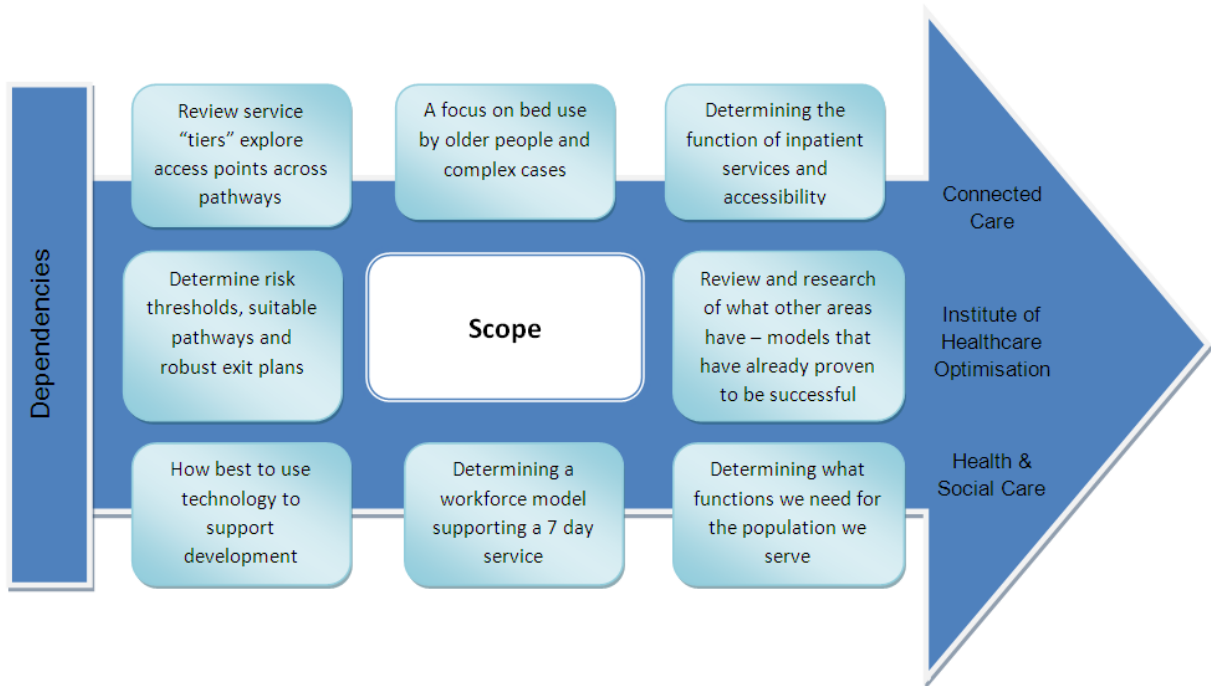 Dependencies
Review service
“tiers” explore
access points across
pathways
A focus on bed use
by older people and
complex cases
Determining the
function of inpatient
services and
accessibility
Determine risk
thresholds, suitable
pathways and
robust exit plans
Scope
Review and research
of what other areas
have – models that
have already proven
to be successful
How best to use
technology to
support
development
Determining a
workforce model
supporting a 7 day
service
Determining what
functions we need for
the population we
serve
Connected
Care
Institute of
Healthcare
Optimisation
Health &
Social Care